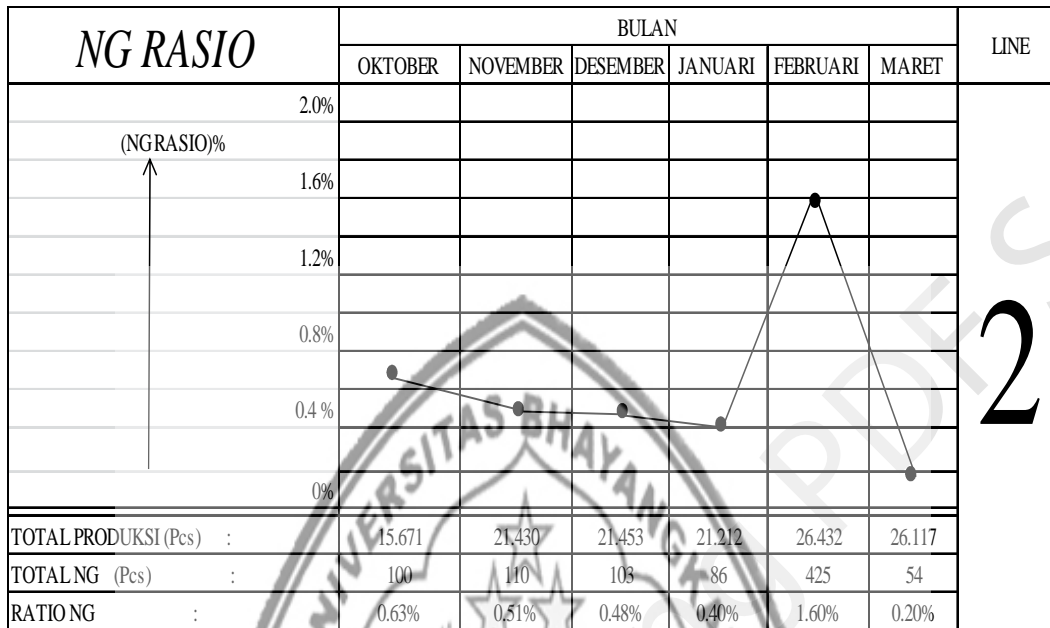 NG RASIO
BULAN
LINE
OKTOBER NOVEMBER DESEMBER JANUARI FEBRUARI MARET
2.0%
(NG RASIO)%
1.6%
1.2%
0.8%
0.4 %
0%
2
TOTAL PRODUKSI (Pcs) : 15.671 21.430 21.453 21.212 26.432 26.117
TOTAL NG (Pcs) : 100 110 103 86 425 54
RATIO NG : 0.63% 0.51% 0.48% 0.40% 1.60% 0.20%
UNIVERSITAS BHAYANGKA
PDF S